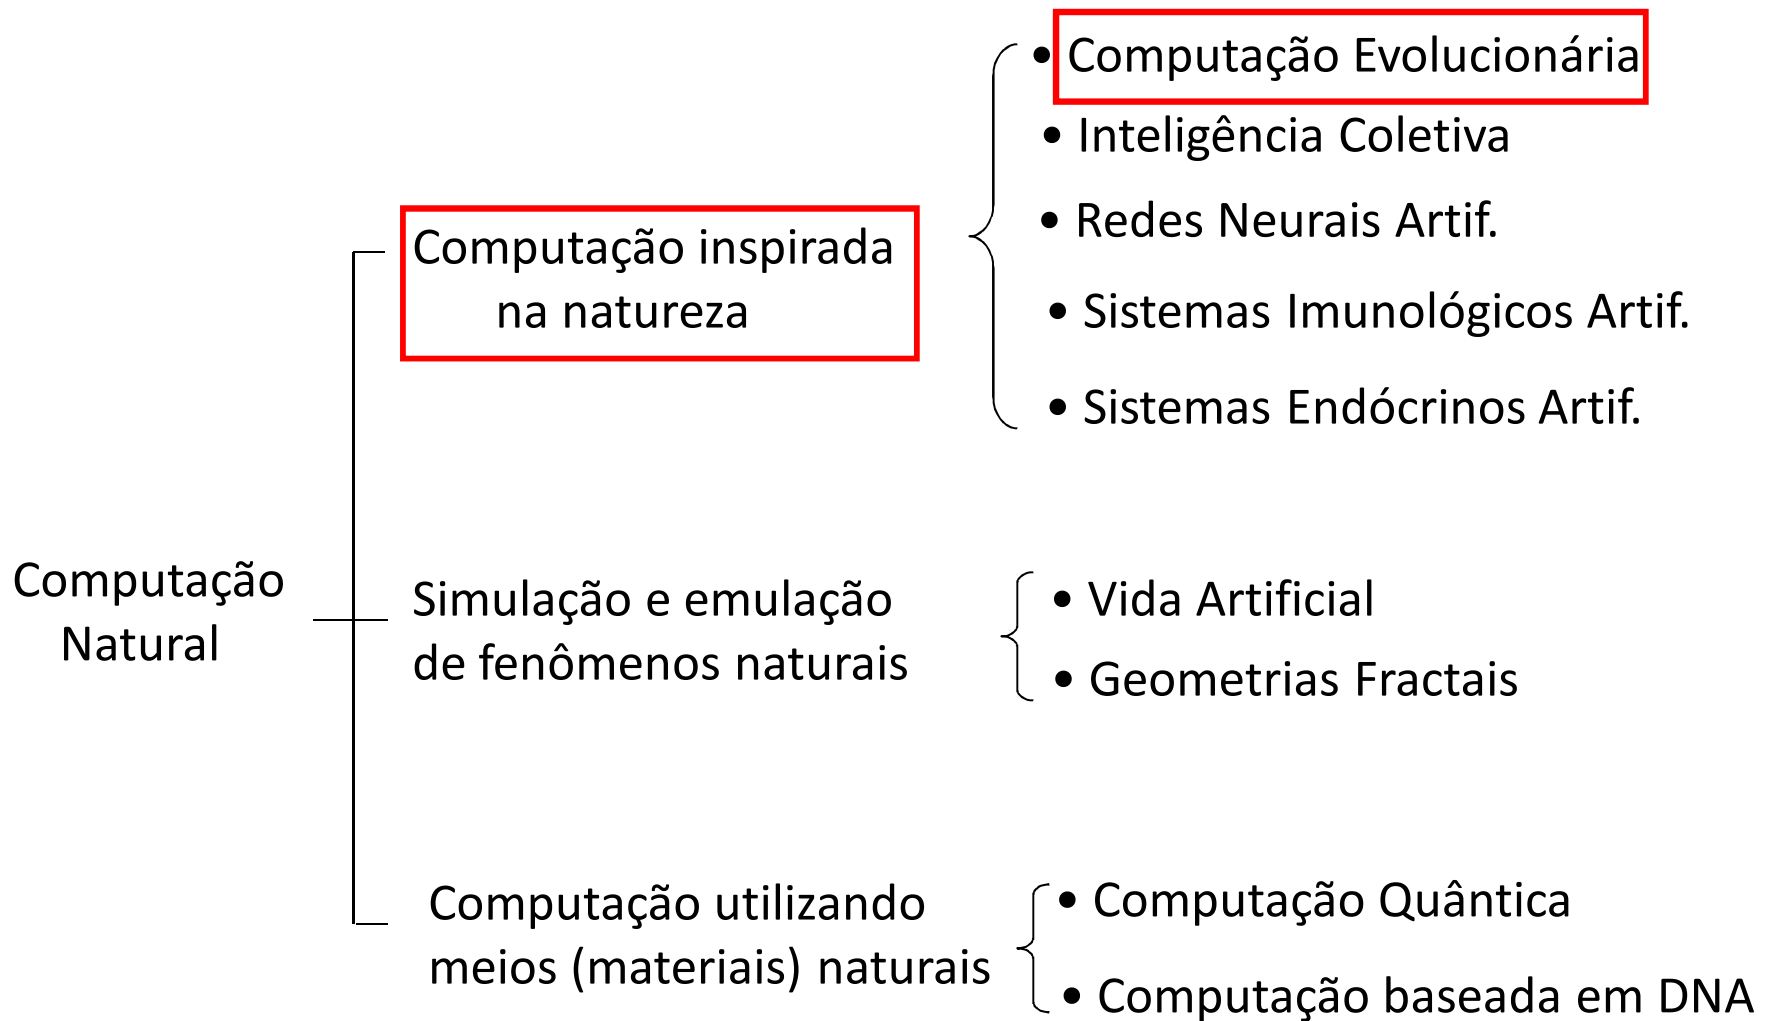 Computação
Natural
Computação inspirada
na natureza
• Computação Evolucionária
• Inteligência Coletiva
• Redes Neurais Artif.
• Sistemas Imunológicos Artif.
• Sistemas Endócrinos Artif.
Simulação e emulação
de fenômenos naturais
• Vida Artificial
• Geometrias Fractais
Computação utilizando
meios (materiais) naturais
• Computação Quântica
• Computação baseada em DNA